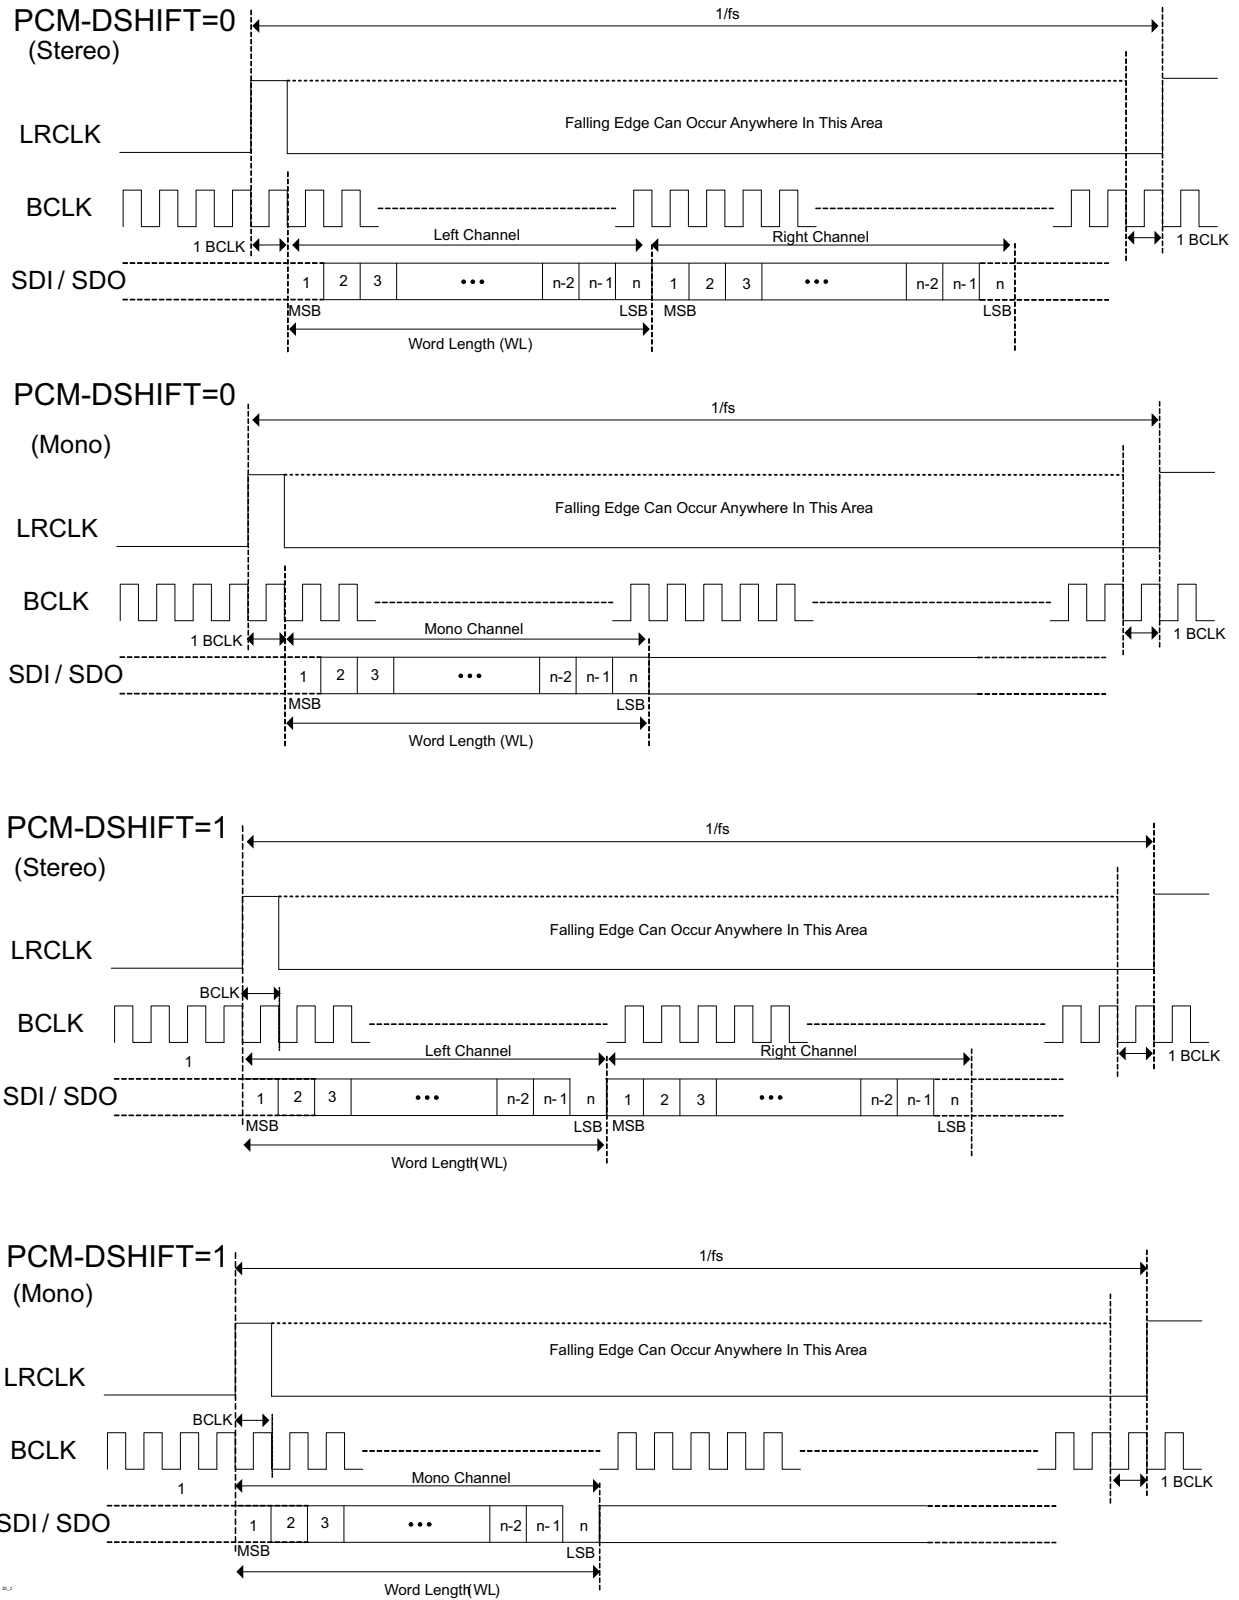 PCM-DSHIFT=0
(Stereo)
1/fs
LRCLK
Falling Edge Can Occur Anywhere In This Area
BCLK
1 BCLK
Left Channel
Right Channel
1 BCLK
SDI / SDO
1 2 3 ••• n-2 n-1 n 1 2 3 ••• n-2 n-1 n
MSB LSB MSB LSB
Word Length (WL)
PCM-DSHIFT=0
(Mono)
1/fs
LRCLK
Falling Edge Can Occur Anywhere In This Area
BCLK
1 BCLK
Mono Channel
1 BCLK
SDI / SDO
1 2 3 ••• n-2 n-1 n
MSB LSB
Word Length (WL)
PCM-DSHIFT=1
(Stereo)
1/fs
LRCLK
Falling Edge Can Occur Anywhere In This Area
BCLK
BCLK
1
Left Channel
Right Channel
1 BCLK
SDI / SDO
1 2 3 ••• n-2 n-1 n 1 2 3 ••• n-2 n-1 n
MSB LSB MSB LSB
Word Length (WL)
PCM-DSHIFT=1
(Mono)
1/fs
LRCLK
Falling Edge Can Occur Anywhere In This Area
BCLK
BCLK
1
Mono Channel
1 BCLK
SDI / SDO
1 2 3 ••• n-2 n-1 n
MSB LSB
Word Length (WL)